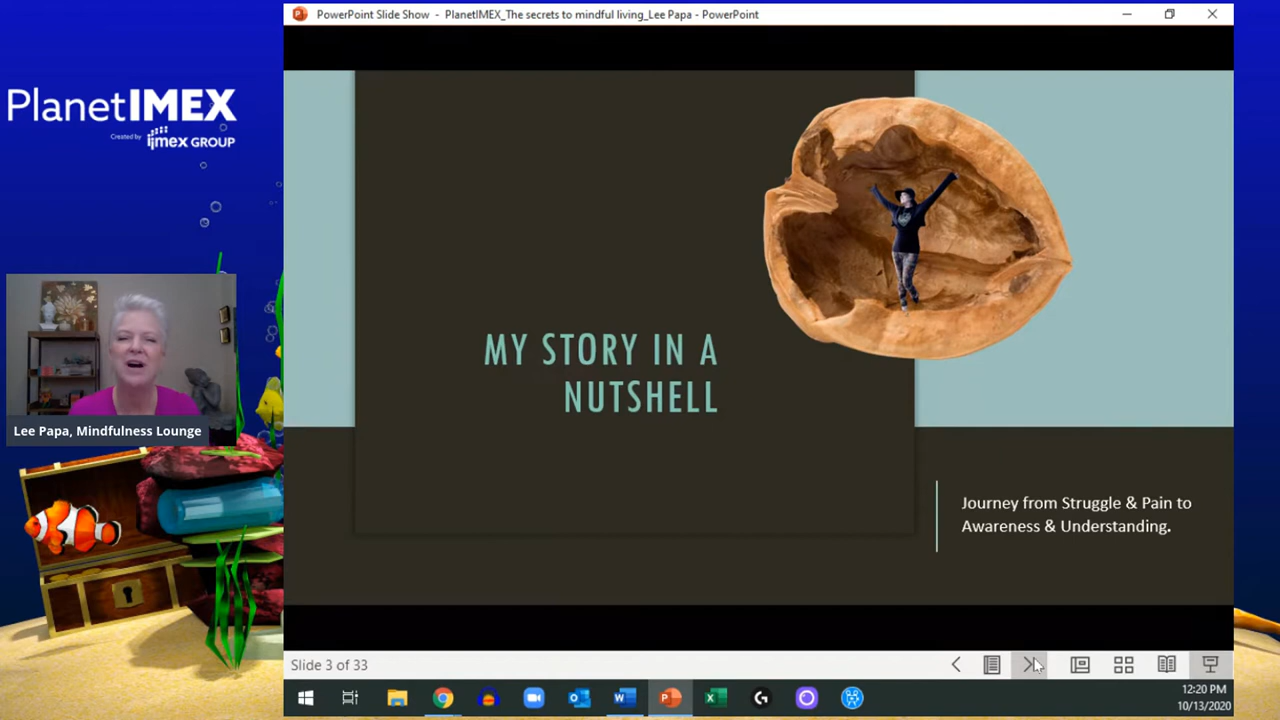 PowerPoint Slide Show - PlanetIMEX_The secrets to mindful living_Lee Papa - PowerPoint
PlanetIMEX
Created by imex GROUP
MY STORY IN A
NUTSHELL
Lee Papa, Mindfulness Lounge
Journey from Struggle & Pain to
Awareness & Understanding.
Slide 3 of 33
12:20 PM
10/13/2020